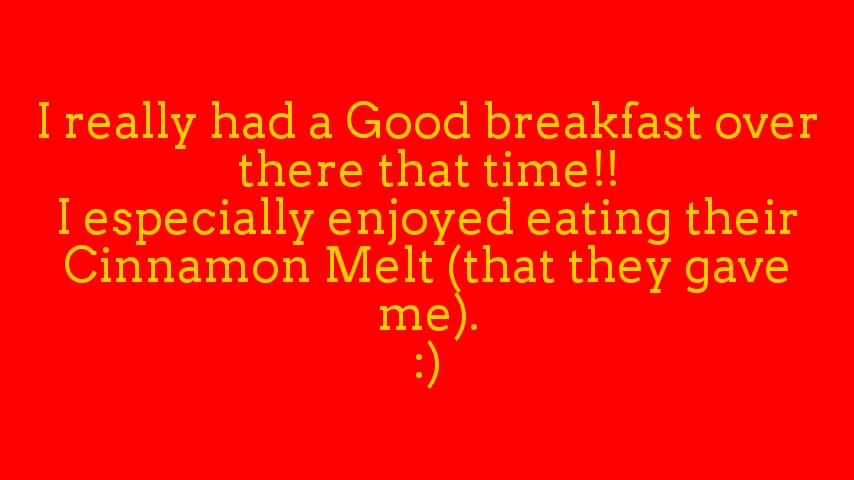 I really had a Good breakfast over
there that time!!
I especially enjoyed eating their
Cinnamon Melt (that they gave
me).
:)